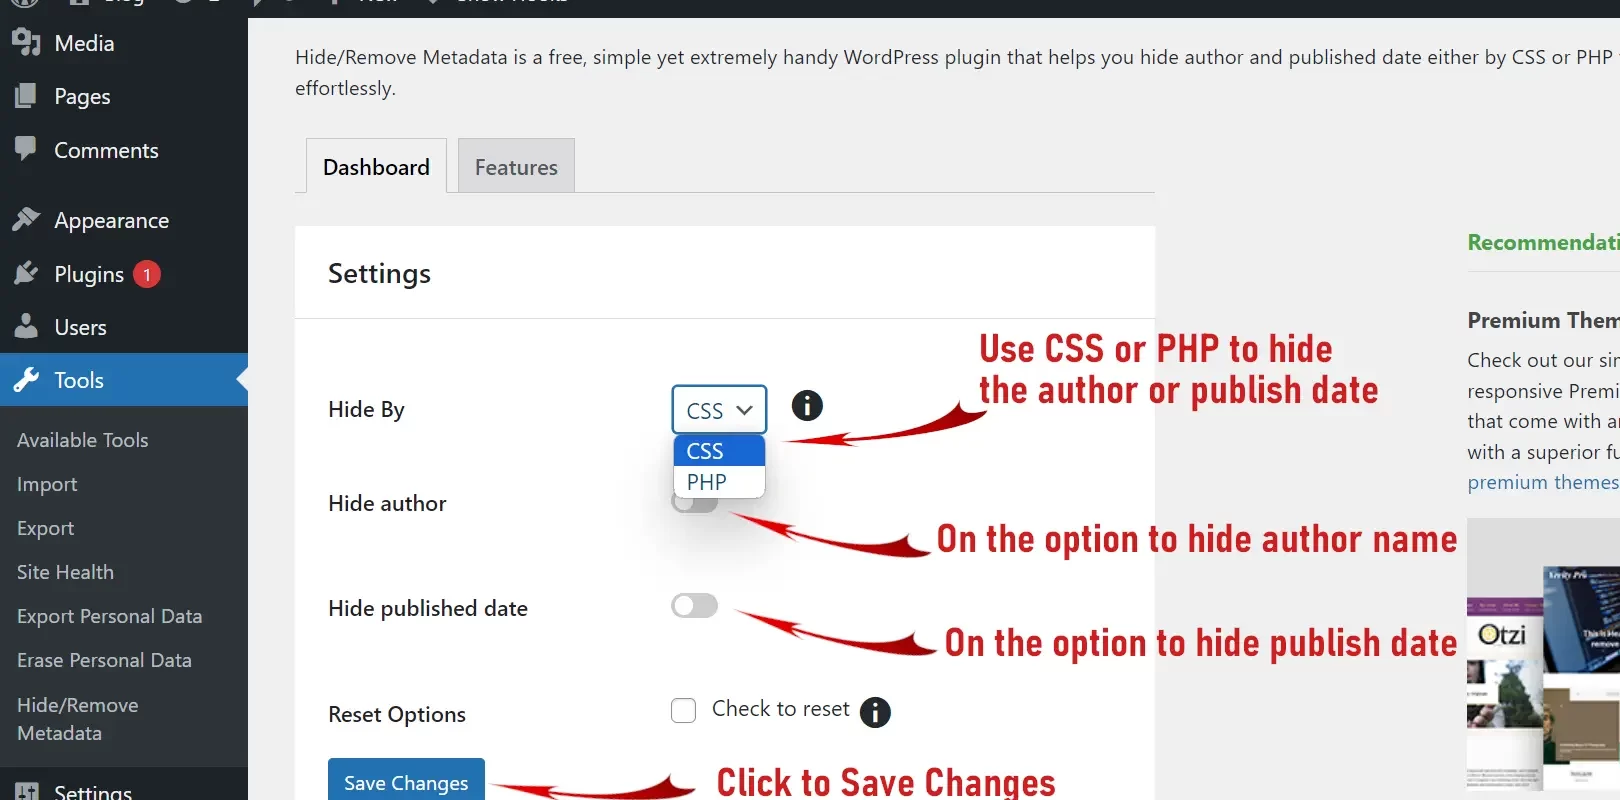 Media
Pages
Comments
Appearance
Plugins 1
Users
Tools
Available Tools
Import
Export
Site Health
Export Personal Data
Erase Personal Data
Hide/Remove
Metadata
Settings
Hide/Remove Metadata is a free, simple yet extremely handy WordPress plugin that helps you hide author and published date either by CSS or PHP
effortlessly.
Dashboard
Features
Settings
Hide By
CSS
CSS
PHP
Use CSS or PHP to hide
the author or publish date
Hide author
On the option to hide author name
Hide published date
On the option to hide publish date
Reset Options
Check to reset
Save Changes
Click to Save Changes
Recommendati
Premium Them
Check out our sim
responsive Premi
that come with a
with a superior fu
premium themes
Otzi